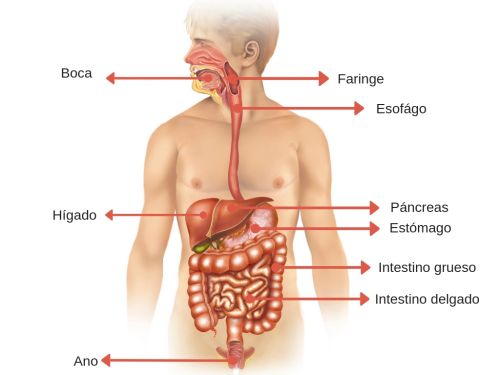 Boca
Faringe
Esofágo
Hígado
Páncreas
Estómago
Intestino grueso
Intestino delgado
Ano